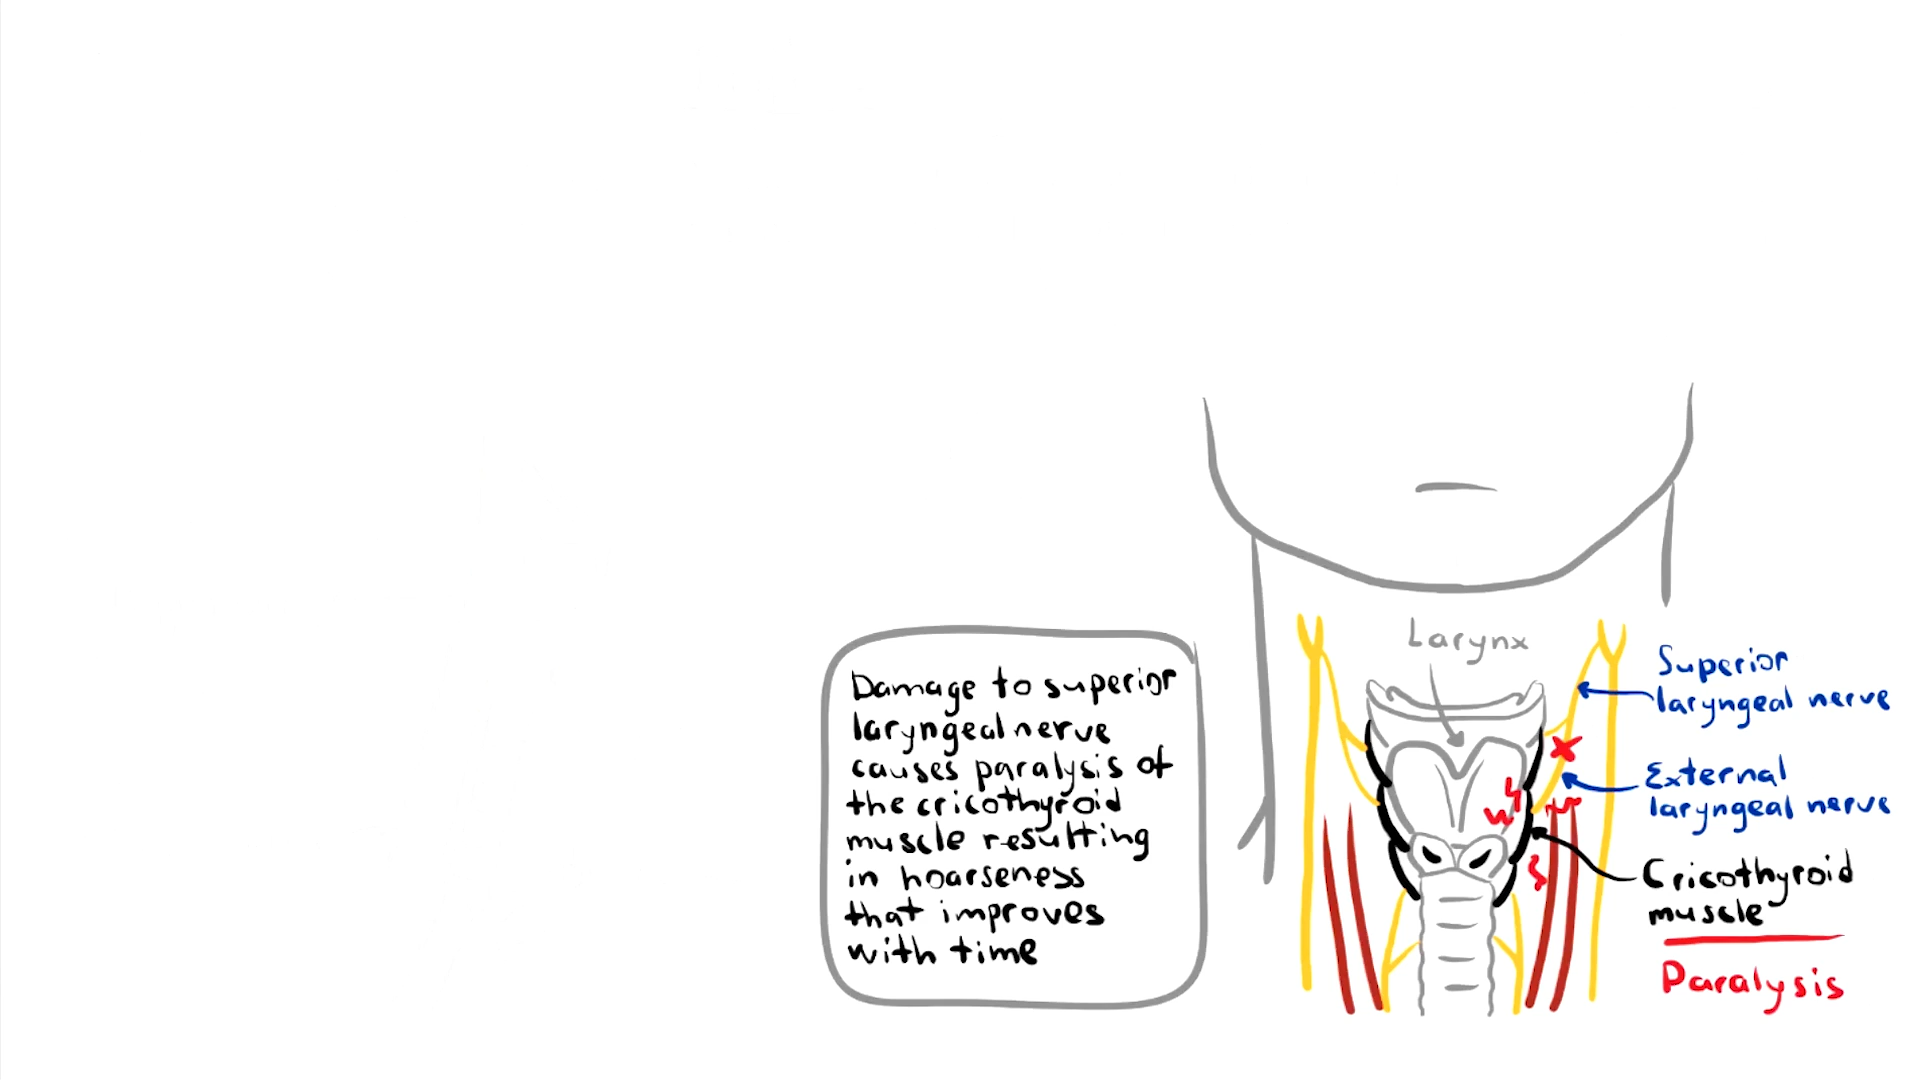 Larynx
Damage to superior
laryngeal nerve
causes paralysis of
the cricothyroid
muscle resulting
in hoarseness
that improves
with time
Superior
laryngeal nerve
External
laryngeal nerve
Cricothyroid
muscle
Paralysis